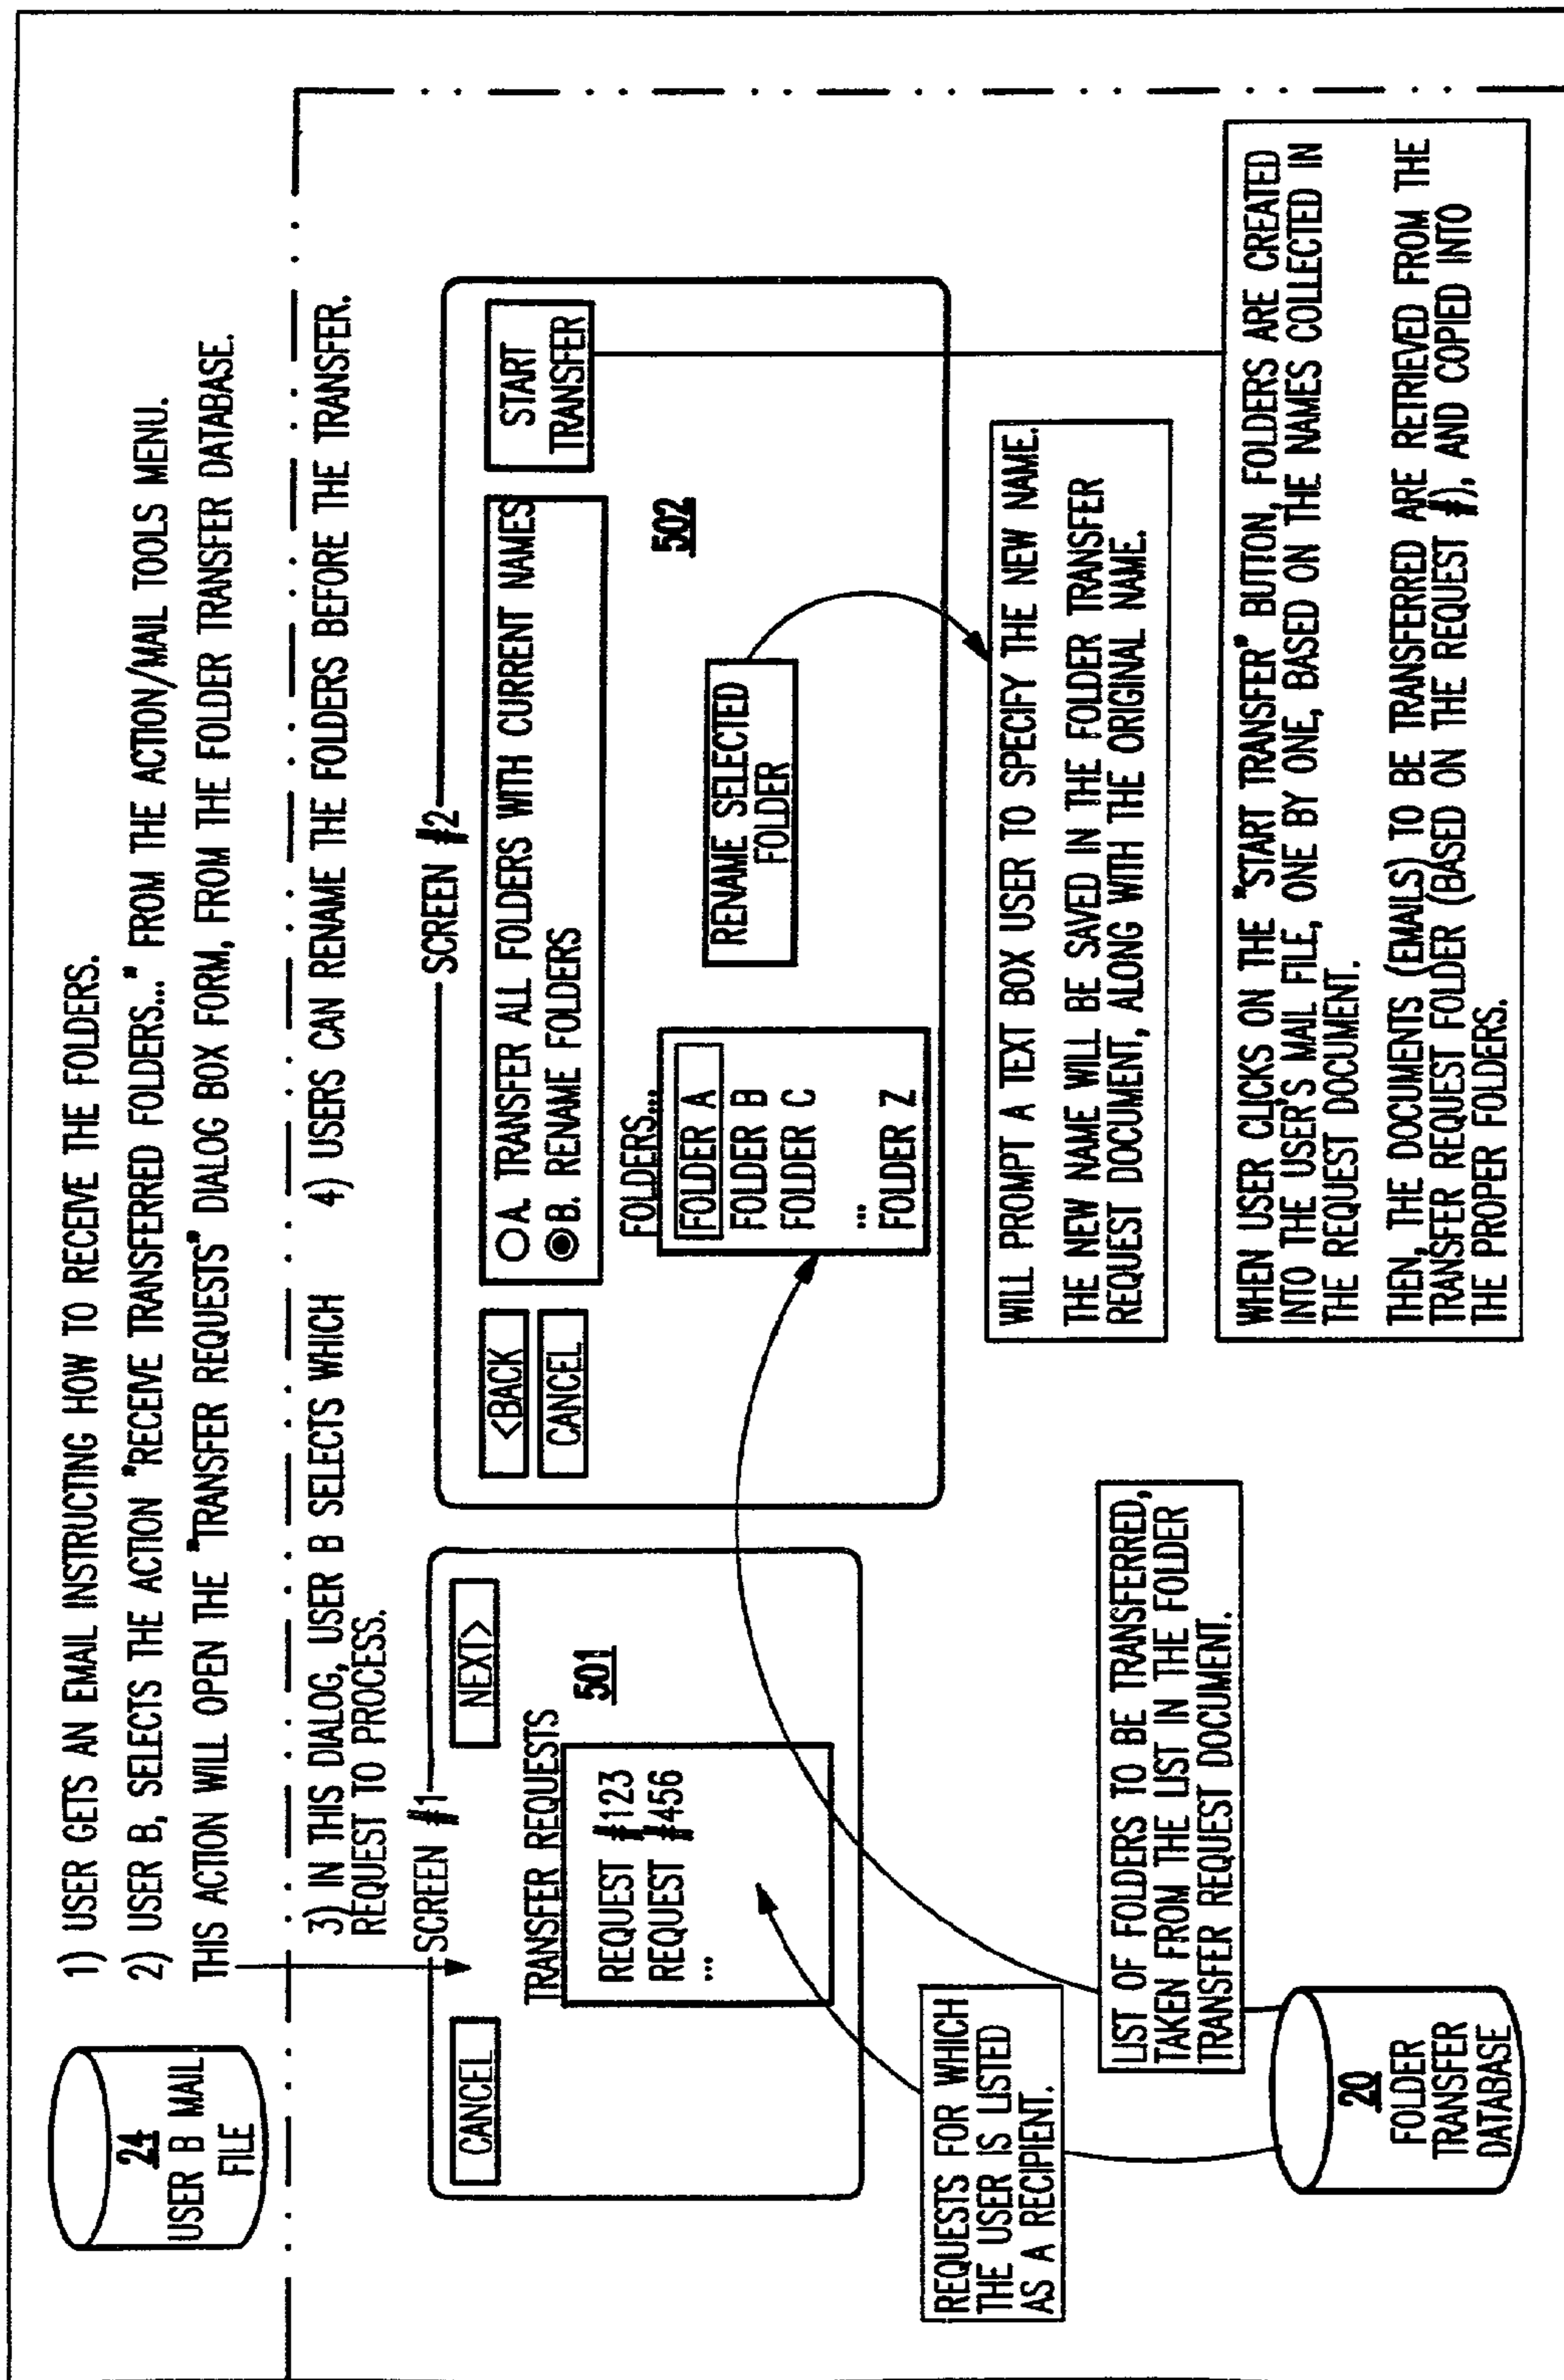 24
USER B MAIL
FILE
1) USER GETS AN EMAIL INSTRUCTING HOW TO RECEIVE THE FOLDERS.
2) USER B, SELECTS THE ACTION "RECEIVE TRANSFERRED FOLDERS..." FROM THE ACTION/MAIL TOOLS MENU.
THIS ACTION WILL OPEN THE "TRANSFER REQUESTS" DIALOG BOX FORM, FROM THE FOLDER TRANSFER DATABASE.
3) IN THIS DIALOG, USER B SELECTS WHICH
REQUEST TO PROCESS.
4) USERS CAN RENAME THE FOLDERS BEFORE THE TRANSFER.
SCREEN #1
CANCEL
NEXT>
TRANSFER REQUESTS
501
REQUEST #123
REQUEST #456
...
SCREEN #2
<BACK
CANCEL
A. TRANSFER ALL FOLDERS WITH CURRENT NAMES
B. RENAME FOLDERS
START
TRANSFER
FOLDERS...
FOLDER A
FOLDER B
FOLDER C
...
FOLDER Z
RENAME SELECTED
FOLDER
502
REQUESTS FOR WHICH
THE USER IS LISTED
AS A RECIPIENT.
LIST OF FOLDERS TO BE TRANSFERRED,
TAKEN FROM THE LIST IN THE FOLDER
TRANSFER REQUEST DOCUMENT.
20
FOLDER
TRANSFER
DATABASE
WILL PROMPT A TEXT BOX USER TO SPECIFY THE NEW NAME.
THE NEW NAME WILL BE SAVED IN THE FOLDER TRANSFER
REQUEST DOCUMENT, ALONG WITH THE ORIGINAL NAME.
WHEN USER CLICKS ON THE "START TRANSFER" BUTTON, FOLDERS ARE CREATED
INTO THE USER'S MAIL FILE, ONE BY ONE, BASED ON THE NAMES COLLECTED IN
THE REQUEST DOCUMENT.
THEN, THE DOCUMENTS (EMAILS) TO BE TRANSFERRED ARE RETRIEVED FROM THE
TRANSFER REQUEST FOLDER (BASED ON THE REQUEST #), AND COPIED INTO
THE PROPER FOLDERS.